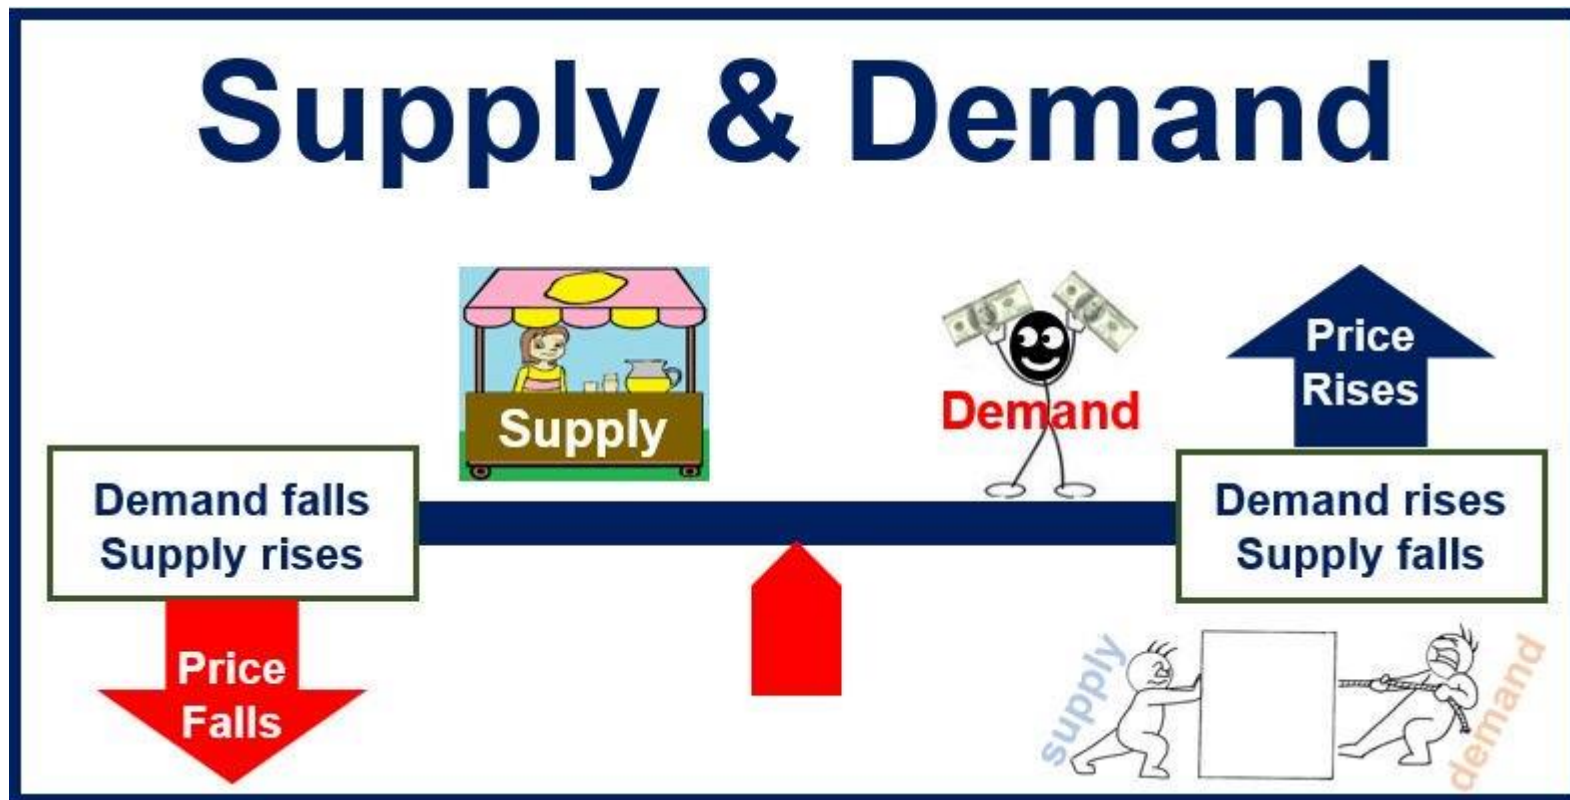 Supply & Demand
Supply
Demand
Price
Rises
Demand falls
Supply rises
Demand rises
Supply falls
Price
Falls
supply
demand